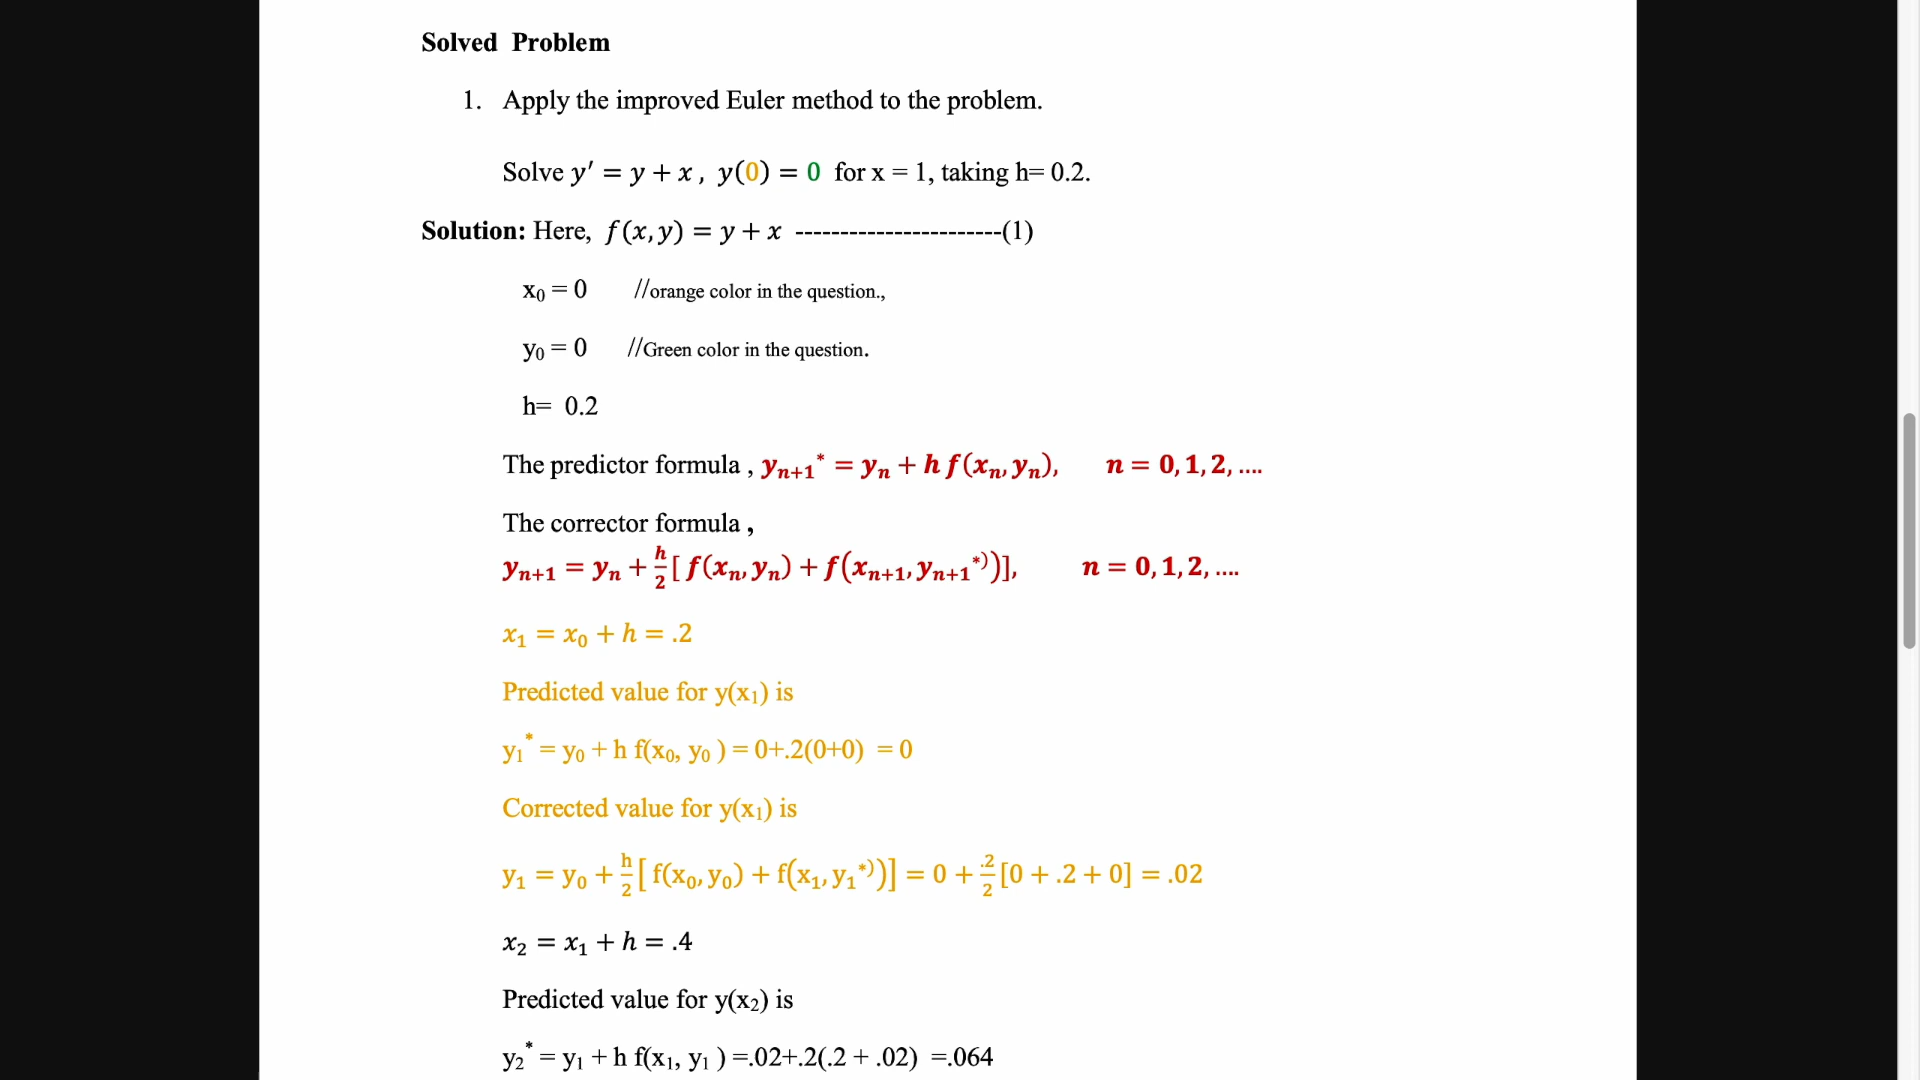 Solved Problem
1. Apply the improved Euler method to the problem.
Solve y′ = y + x , y(0) = 0 for x = 1, taking h= 0.2.
Solution: Here, f(x, y) = y + x -----------------------(1)
x₀ = 0 //orange color in the question.,
y₀ = 0 //Green color in the question.
h= 0.2
The predictor formula , yₙ₊₁* = yₙ + h f(xₙ, yₙ), n = 0, 1, 2, ....
The corrector formula ,
yₙ₊₁ = yₙ + h/2 [ f(xₙ, yₙ) + f(xₙ₊₁, yₙ₊₁*⁾)], n = 0, 1, 2, ....
x₁ = x₀ + h = .2
Predicted value for y(x₁) is
y₁* = y₀ + h f(x₀, y₀ ) = 0+.2(0+0) = 0
Corrected value for y(x₁) is
y₁ = y₀ + h/2 [ f(x₀, y₀) + f(x₁, y₁*⁾)] = 0 + .2/2 [0 + .2 + 0] = .02
x₂ = x₁ + h = .4
Predicted value for y(x₂) is
y₂* = y₁ + h f(x₁, y₁ ) =.02+.2(.2 + .02) =.064